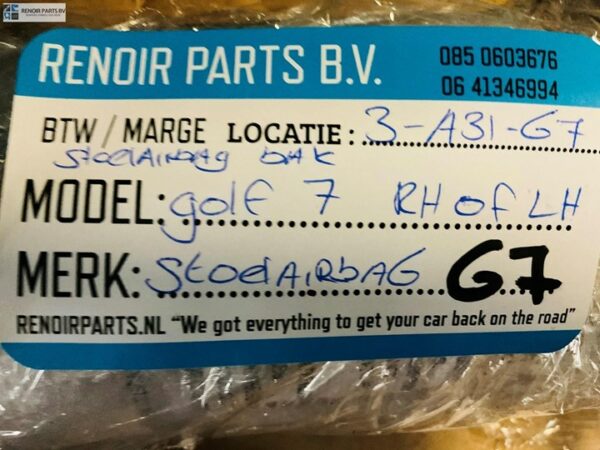 RENOIR PARTS BV
RENOIR PARTS B.V.
085 0603676
06 41346994
BTW / MARGE LOCATIE: 3-A31-G7
StoelAirbag bak
MODEL: golf 7 RH of LH
MERK: StoelAIRbAG G7
RENOIRPARTS.NL "We got everything to get your car back on the road"